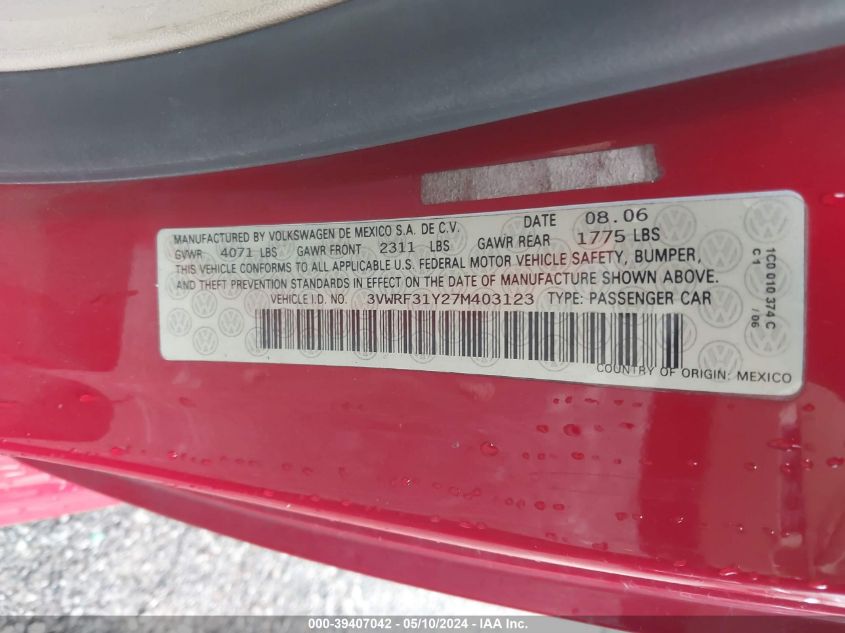 MANUFACTURED BY VOLKSWAGEN DE MEXICO S.A. DE C.V. DATE 08.06
GVWR 4071 LBS GAWR FRONT 2311 LBS GAWR REAR 1775 LBS
THIS VEHICLE CONFORMS TO ALL APPLICABLE U.S. FEDERAL MOTOR VEHICLE SAFETY, BUMPER,
AND THEFT PREVENTION STANDARDS IN EFFECT ON THE DATE OF MANUFACTURE SHOWN ABOVE.
VEHICLE I.D. NO. 3VWRF31Y27M403123 TYPE: PASSENGER CAR
COUNTRY OF ORIGIN: MEXICO
1C0 010 374 C
C1 /06
000-39407042 - 05/10/2024 - IAAI, Inc.